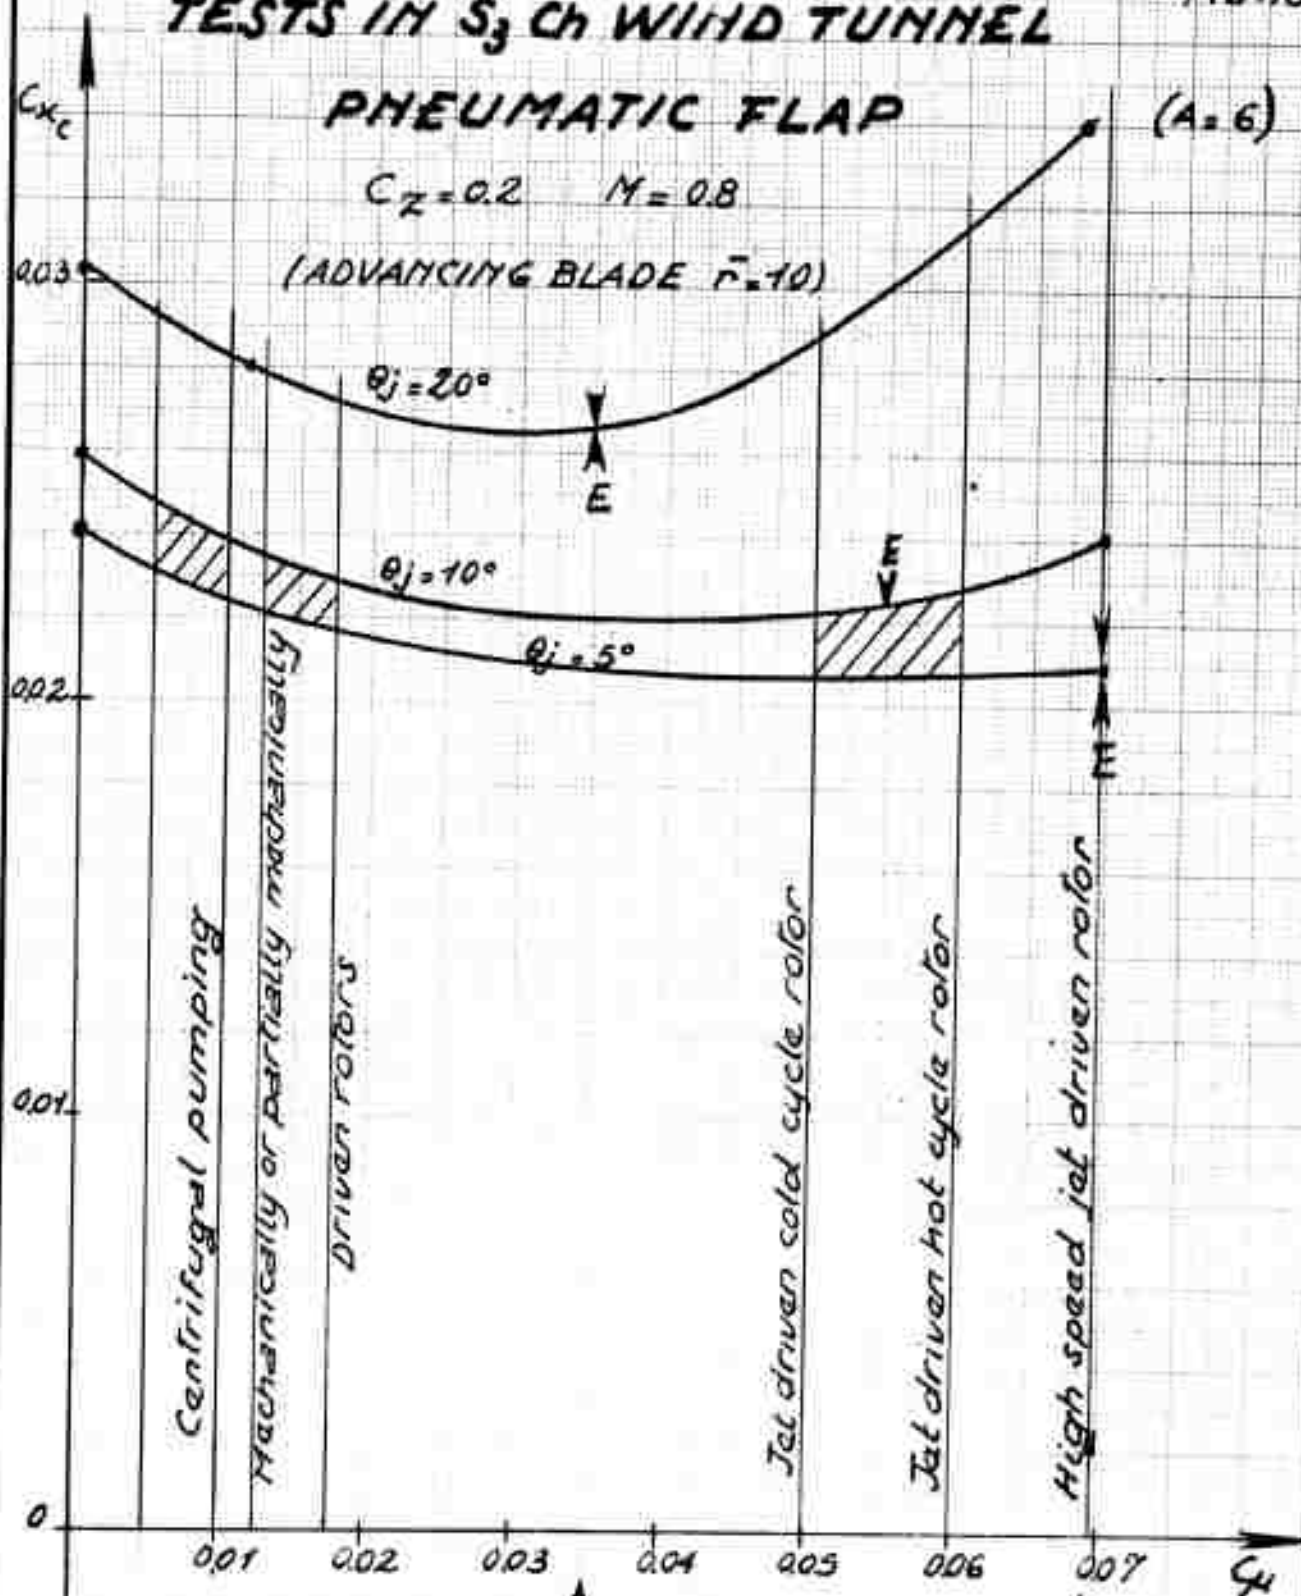 TESTS IN S3 Ch WIND TUNNEL
PNEUMATIC FLAP
(A=6)
Cxc
Cz=0.2 M=0.8
(ADVANCING BLADE r̄=10)
0.03
θj=20°
E
E
θj=10°
θj=5°
0.02
E
Centrifugal pumping
Mechanically or partially mechanically
Driven rotors
Jet driven cold cycle rotor
Jet driven hot cycle rotor
High speed jet driven rotor
0.01
0
0.01 0.02 0.03 0.04 0.05 0.06 0.07 Cμ